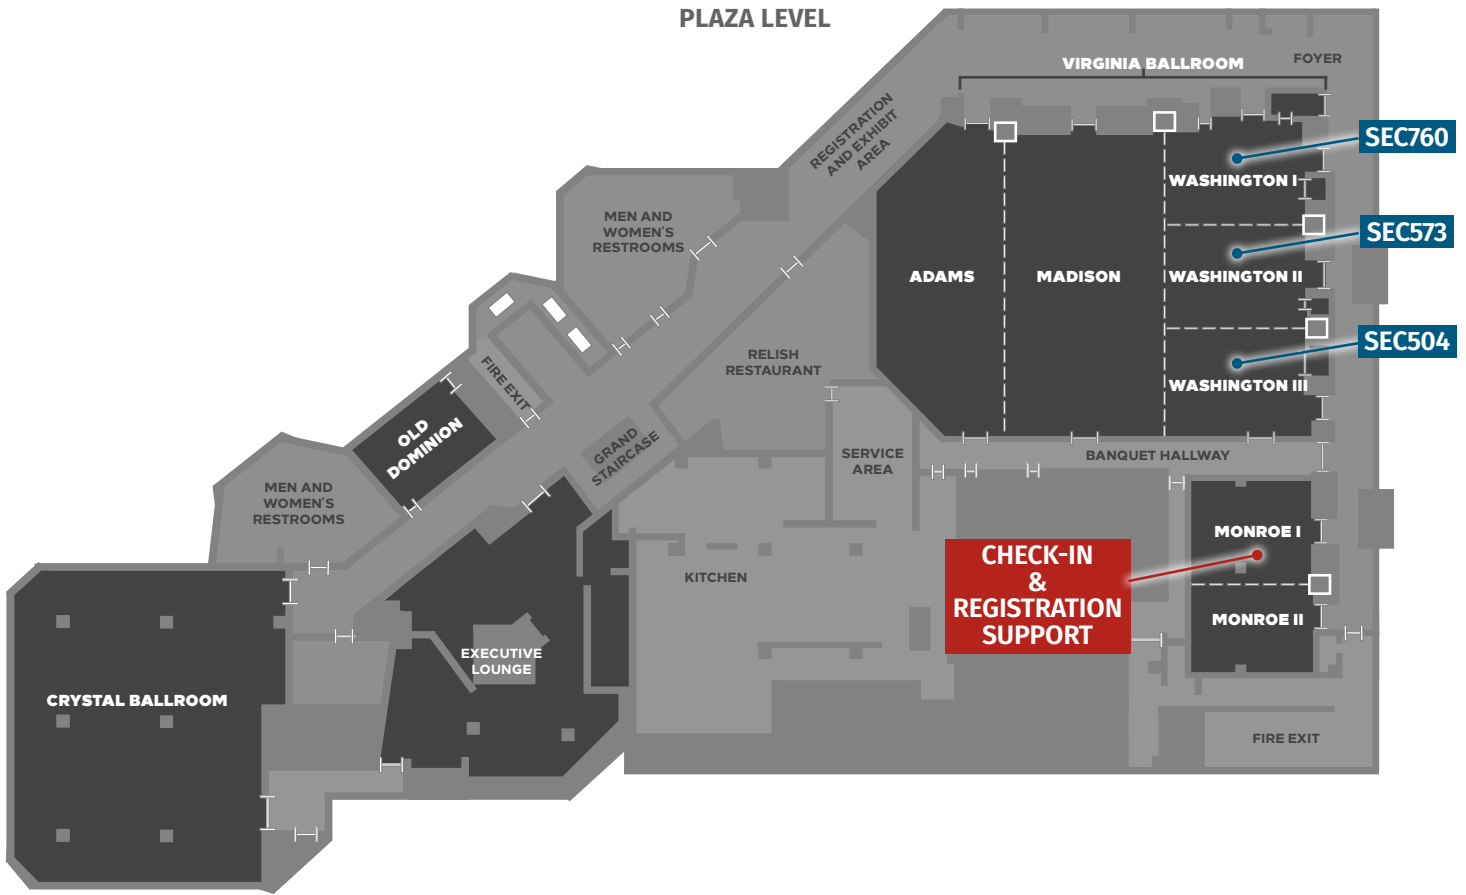 PLAZA LEVEL
VIRGINIA BALLROOM
FOYER
REGISTRATION
AND EXHIBIT
AREA
SEC760
WASHINGTON I
MEN AND
WOMEN'S
RESTROOMS
SEC573
ADAMS
MADISON
WASHINGTON II
SEC504
RELISH
RESTAURANT
FIRE EXIT
WASHINGTON III
OLD
DOMINION
GRAND
STAIRCASE
SERVICE
AREA
BANQUET HALLWAY
MEN AND
WOMEN'S
RESTROOMS
MONROE I
CHECK-IN
&
REGISTRATION
SUPPORT
KITCHEN
MONROE II
EXECUTIVE
LOUNGE
CRYSTAL BALLROOM
FIRE EXIT